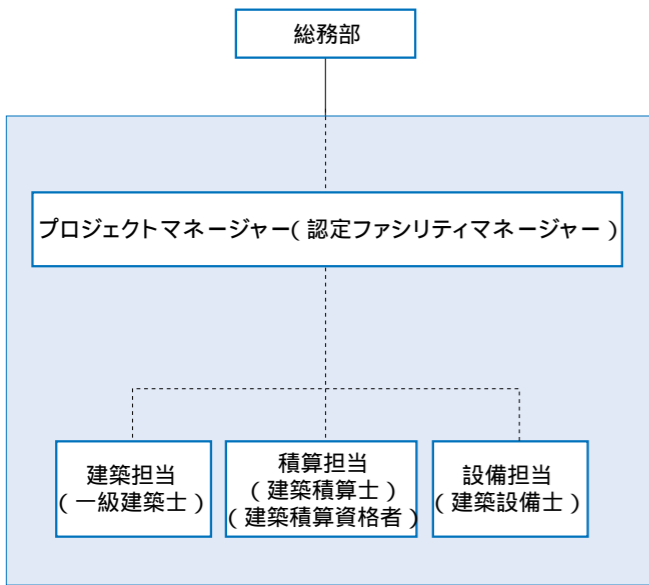 総務部
プロジェクトマネージャー(認定ファシリティマネージャー)
建築担当
(一級建築士)
積算担当
(建築積算士)
(建築積算資格者)
設備担当
(建築設備士)